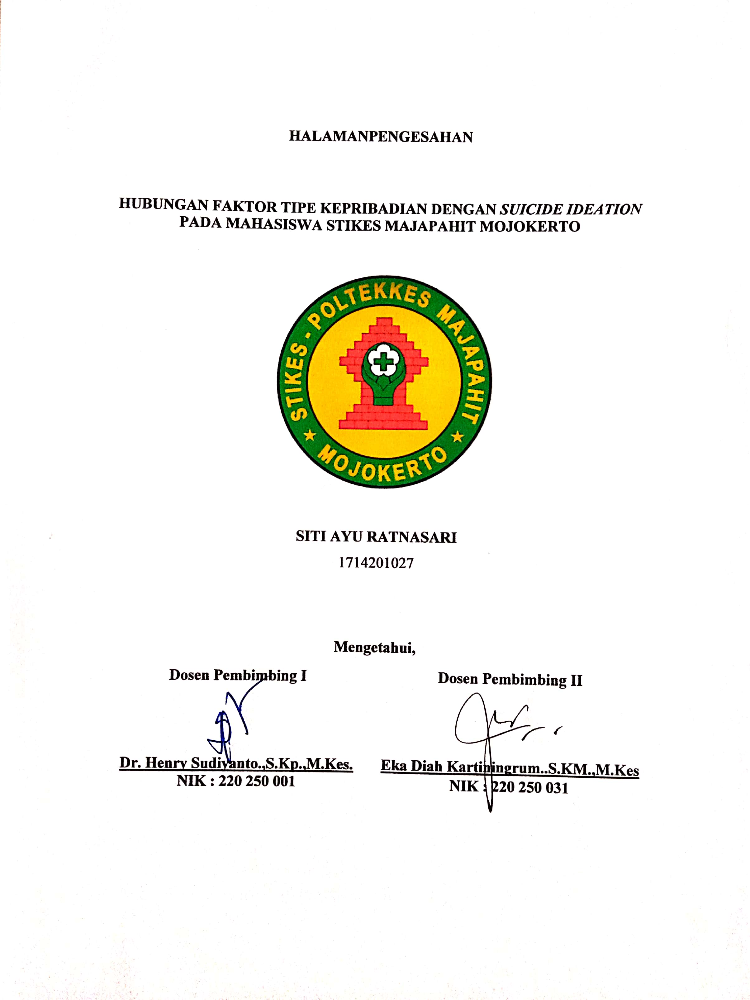 HALAMANPENGESAHAN
HUBUNGAN FAKTOR TIPE KEPRIBADIAN DENGAN SUICIDE IDEATION
PADA MAHASISWA STIKES MAJAPAHIT MOJOKERTO
STIKES - POLTEKKES MAJAPAHIT
MOJOKERTO
SITI AYU RATNASARI
1714201027
Mengetahui,
Dosen Pembimbing I
Dosen Pembimbing II
Dr. Henry Sudiyanto.,S.Kp.,M.Kes.
NIK : 220 250 001
Eka Diah Kartiningrum..S.KM.,M.Kes
NIK : 220 250 031